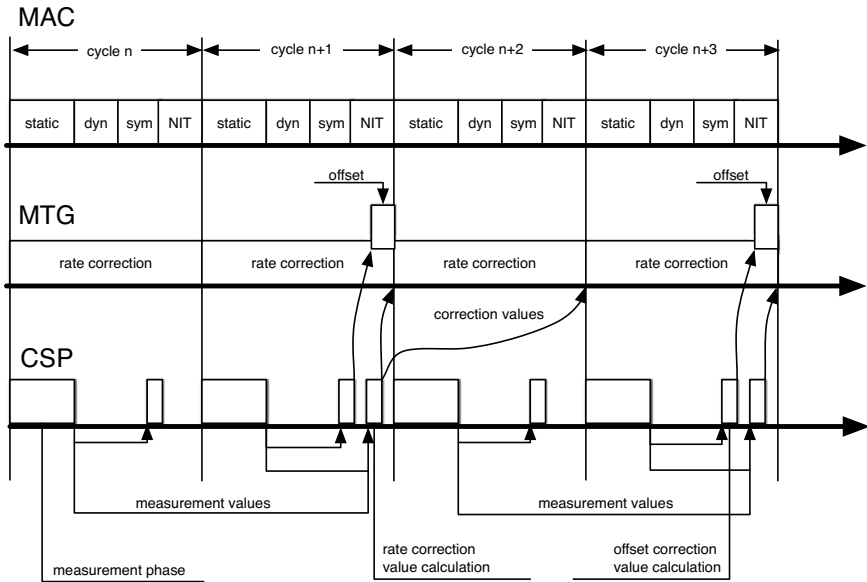 MAC
cycle n cycle n+1 cycle n+2 cycle n+3
static dyn sym NIT static dyn sym NIT static dyn sym NIT static dyn sym NIT
offset offset
MTG
rate correction rate correction rate correction rate correction
correction values
CSP
measurement values measurement values
rate correction
value calculation
offset correction
value calculation
measurement phase